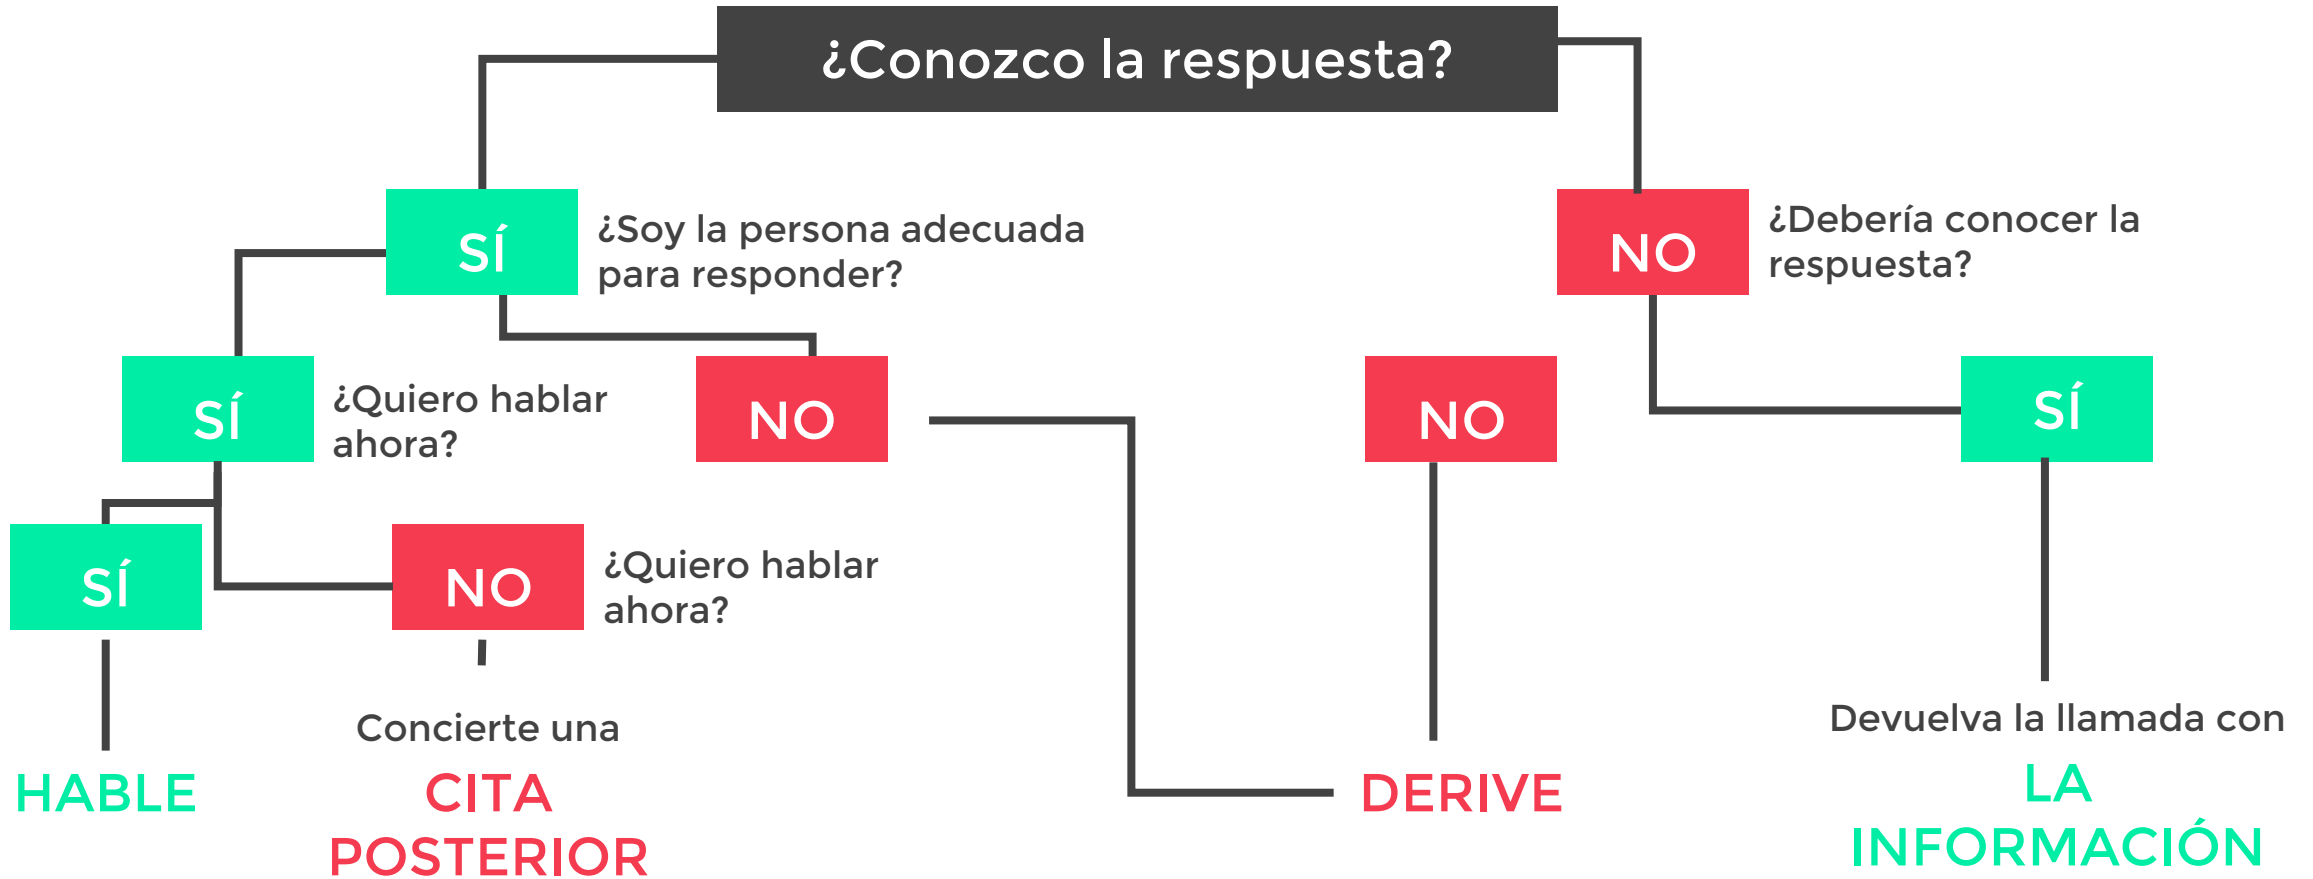 ¿Conozco la respuesta?
SÍ
¿Soy la persona adecuada
para responder?
NO
¿Debería conocer la
respuesta?
SÍ
¿Quiero hablar
ahora?
NO
NO
SÍ
SÍ
NO
¿Quiero hablar
ahora?
HABLE
Concierte una
CITA
POSTERIOR
DERIVE
Devuelva la llamada con
LA
INFORMACIÓN